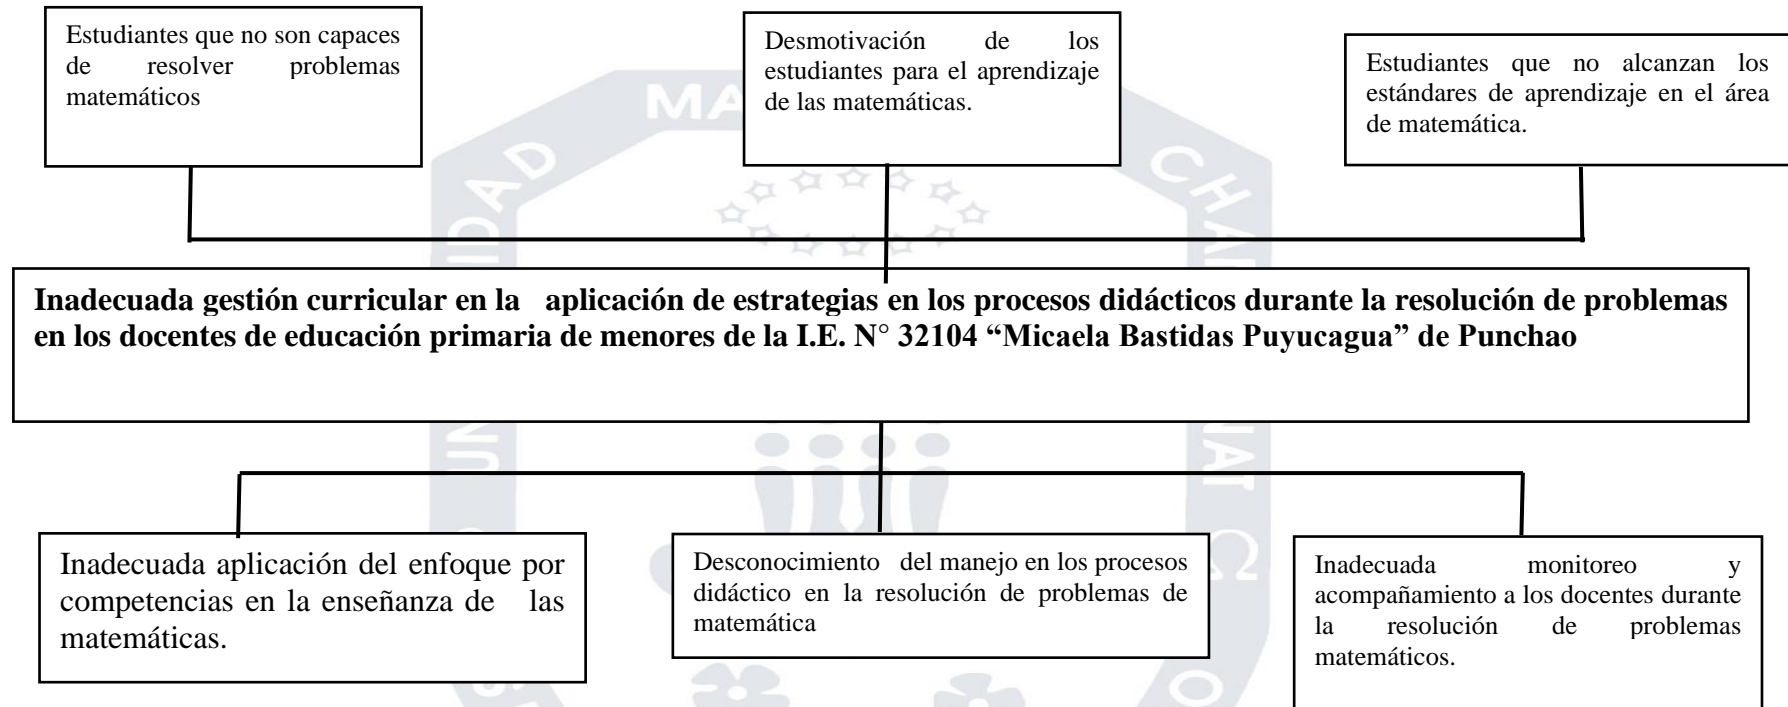 Estudiantes que no son capaces
de resolver problemas
matemáticos
Desmotivación de los
estudiantes para el aprendizaje
de las matemáticas.
Estudiantes que no alcanzan los
estándares de aprendizaje en el área
de matemática.
Inadecuada gestión curricular en la aplicación de estrategias en los procesos didácticos durante la resolución de problemas
en los docentes de educación primaria de menores de la I.E. N° 32104 “Micaela Bastidas Puyucagua” de Punchao
Inadecuada aplicación del enfoque por
competencias en la enseñanza de las
matemáticas.
Desconocimiento del manejo en los procesos
didáctico en la resolución de problemas de
matemática
Inadecuada monitoreo y
acompañamiento a los docentes durante
la resolución de problemas
matemáticos.